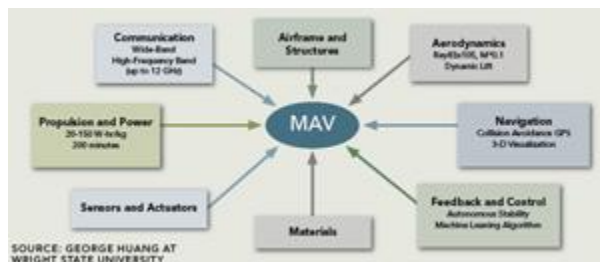 Communication
Wide-Band
High-Frequency Band
(up to 12 GHz)
Airframe and
Structures
Aerodynamics
Dynamic Lift
Propulsion and Power
20-150 W-hr/kg
200 minutes
MAV
Navigation
Collision Avoidance GPS
3-D Visualization
Sensors and Actuators
Materials
Feedback and Control
Autonomous Stability
Machine Learning Algorithm
SOURCE: GEORGE HUANG AT
WRIGHT STATE UNIVERSITY